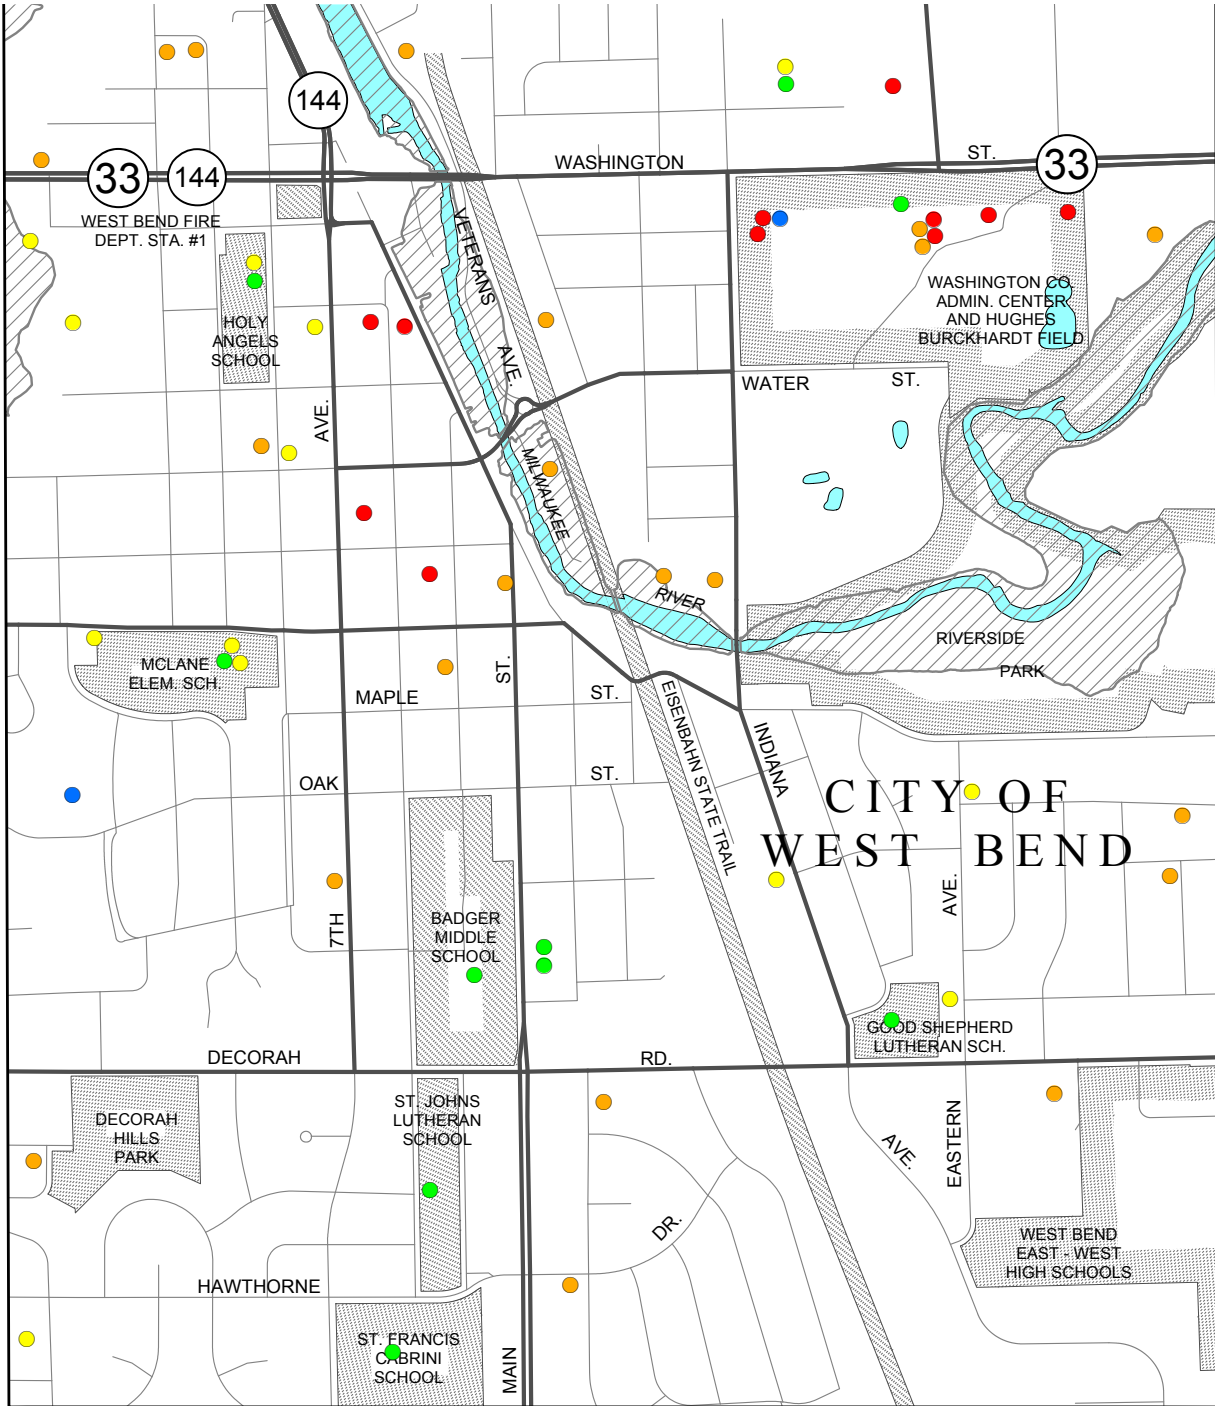 144
WASHINGTON
ST.
33
33
144
WEST BEND FIRE
DEPT. STA. #1
VETERANS
AVE.
HOLY
ANGELS
SCHOOL
WASHINGTON CO.
ADMIN. CENTER
AND HUGHES
BURCKHARDT FIELD
WATER
ST.
AVE.
MILWAUKEE
RIVER
RIVERSIDE
PARK
MCLANE
ELEM. SCH.
MAPLE
ST.
ST.
EISENBAHN STATE TRAIL
INDIANA
OAK
ST.
CITY OF
WEST BEND
7TH
BADGER
MIDDLE
SCHOOL
AVE.
GOOD SHEPHERD
LUTHERAN SCH.
DECORAH
RD.
DECORAH
HILLS
PARK
ST. JOHNS
LUTHERAN
SCHOOL
AVE.
EASTERN
DR.
WEST BEND
EAST - WEST
HIGH SCHOOLS
HAWTHORNE
ST. FRANCIS
CABRINI
SCHOOL
MAIN